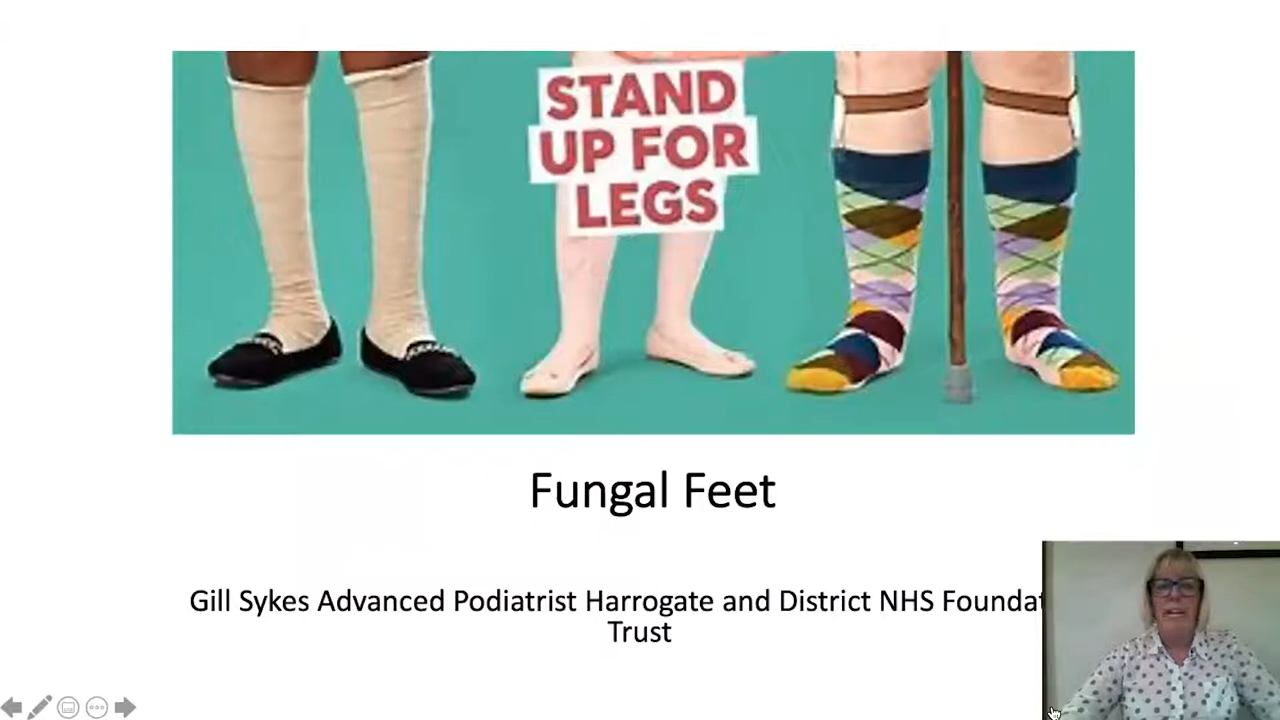 STAND
UP FOR
LEGS
Fungal Feet
Gill Sykes Advanced Podiatrist Harrogate and District NHS Foundat
Trust